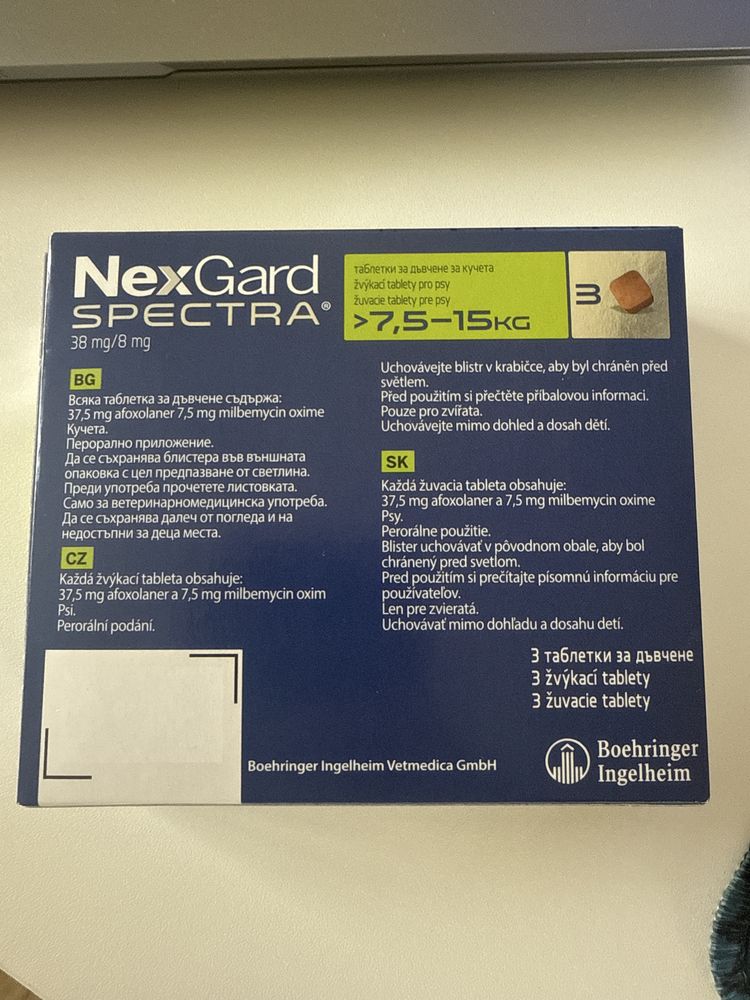 NexGard
SPECTRA®
38 mg/8 mg
таблетки за дъвчене за кучета
žvýkací tablety pro psy
žuvacie tablety pre psy
>7,5–15KG
3
BG
Всяка таблетка за дъвчене съдържа:
37,5 mg afoxolaner 7,5 mg milbemycin oxime
Кучета.
Перорално приложение.
Да се съхранява блистера във външната
опаковка с цел предпазване от светлина.
Преди употреба прочетете листовката.
Само за ветеринарномедицинска употреба.
Да се съхранява далеч от погледа и на
недостъпни за деца места.
CZ
Každá žvýkací tableta obsahuje:
37,5 mg afoxolaner a 7,5 mg milbemycin oxim
Psi.
Perorální podání.
Uchovávejte blistr v krabičce, aby byl chráněn před
světlem.
Před použitím si přečtěte příbalovou informaci.
Pouze pro zvířata.
Uchovávejte mimo dohled a dosah dětí.
SK
Každá žuvacia tableta obsahuje:
37,5 mg afoxolaner a 7,5 mg milbemycin oxime
Psy.
Perorálne použitie.
Blister uchovávať v pôvodnom obale, aby bol
chránený pred svetlom.
Pred použitím si prečítajte písomnú informáciu pre
používateľov.
Len pre zvieratá.
Uchovávať mimo dohľadu a dosahu detí.
3 таблетки за дъвчене
3 žvýkací tablety
3 žuvacie tablety
Boehringer Ingelheim Vetmedica GmbH
Boehringer
Ingelheim